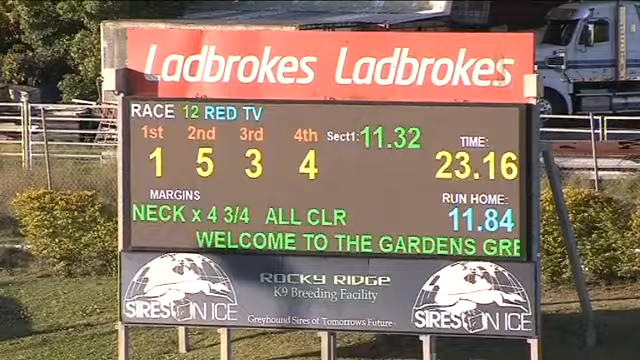 Ladbrokes Ladbrokes
RACE 12 RED TV
1st 2nd 3rd 4th Sect1: 11.32 TIME:
1 5 3 4 23.16
MARGINS RUN HOME:
NECK x 4 3/4 ALL CLR 11.84
WELCOME TO THE GARDENS GRE
ROCKY RIDGE
K9 Breeding Facility
SIRES ON ICE SIRES ON ICE
Greyhound Sires of Tomorrows Future